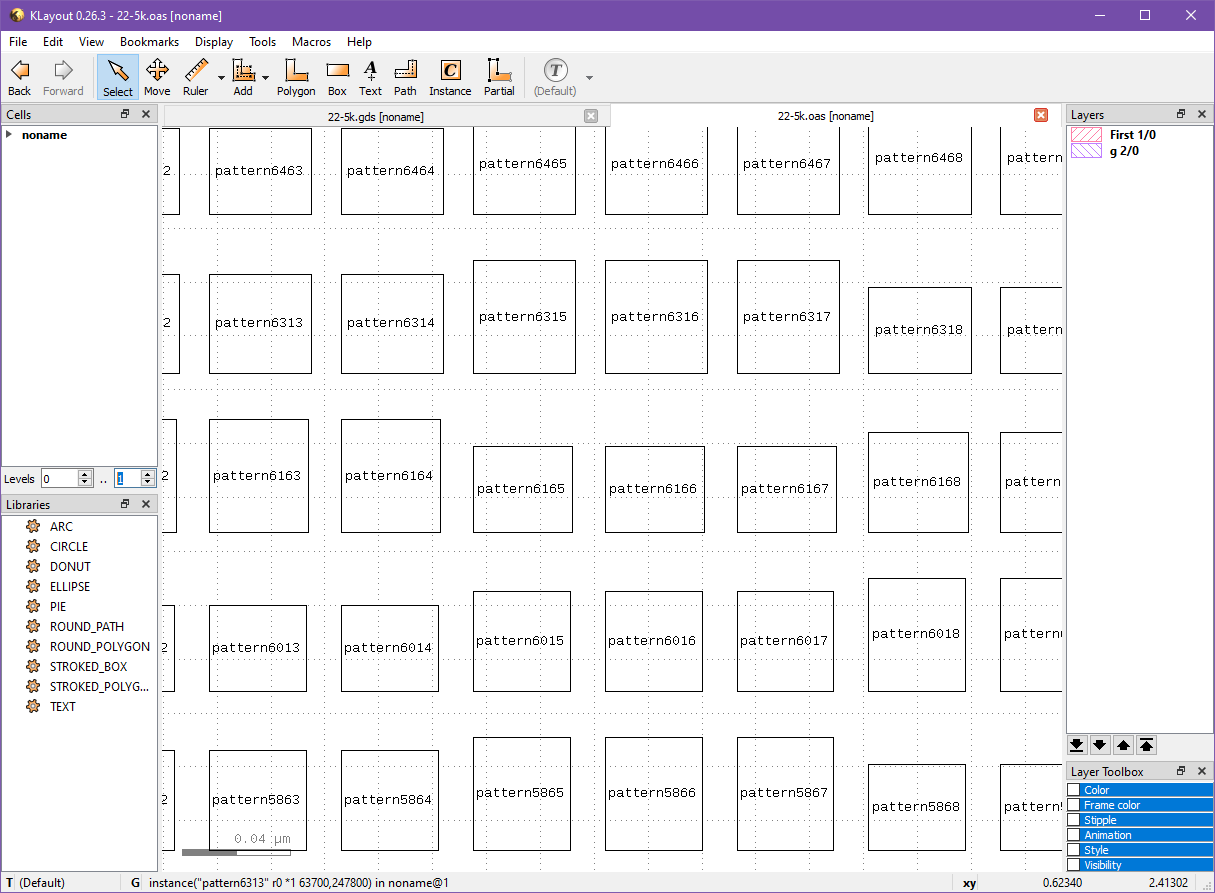 KLayout 0.26.3 - 22-5k.oas [noname]
File Edit View Bookmarks Display Tools Macros Help
Back Forward Select Move Ruler Add Polygon Box Text Path Instance Partial (Default)
Cells
noname
Levels 0 .. 1
Libraries
ARC
CIRCLE
DONUT
ELLIPSE
PIE
ROUND_PATH
ROUND_POLYGON
STROKED_BOX
STROKED_POLYG...
TEXT
22-5k.gds [noname] 22-5k.oas [noname]
2 pattern6463 pattern6464 pattern6465 pattern6466 pattern6467 pattern6468 pattern
2 pattern6313 pattern6314 pattern6315 pattern6316 pattern6317 pattern6318 pattern
2 pattern6163 pattern6164 pattern6165 pattern6166 pattern6167 pattern6168 pattern
2 pattern6013 pattern6014 pattern6015 pattern6016 pattern6017 pattern6018 pattern
2 pattern5863 pattern5864 pattern5865 pattern5866 pattern5867 pattern5868 pattern
0.04 µm
Layers
First 1/0
g 2/0
Layer Toolbox
Color
Frame color
Stipple
Animation
Style
Visibility
T (Default) G instance("pattern6313" r0 *1 63700,247800) in noname@1 xy 0.62340 2.41302